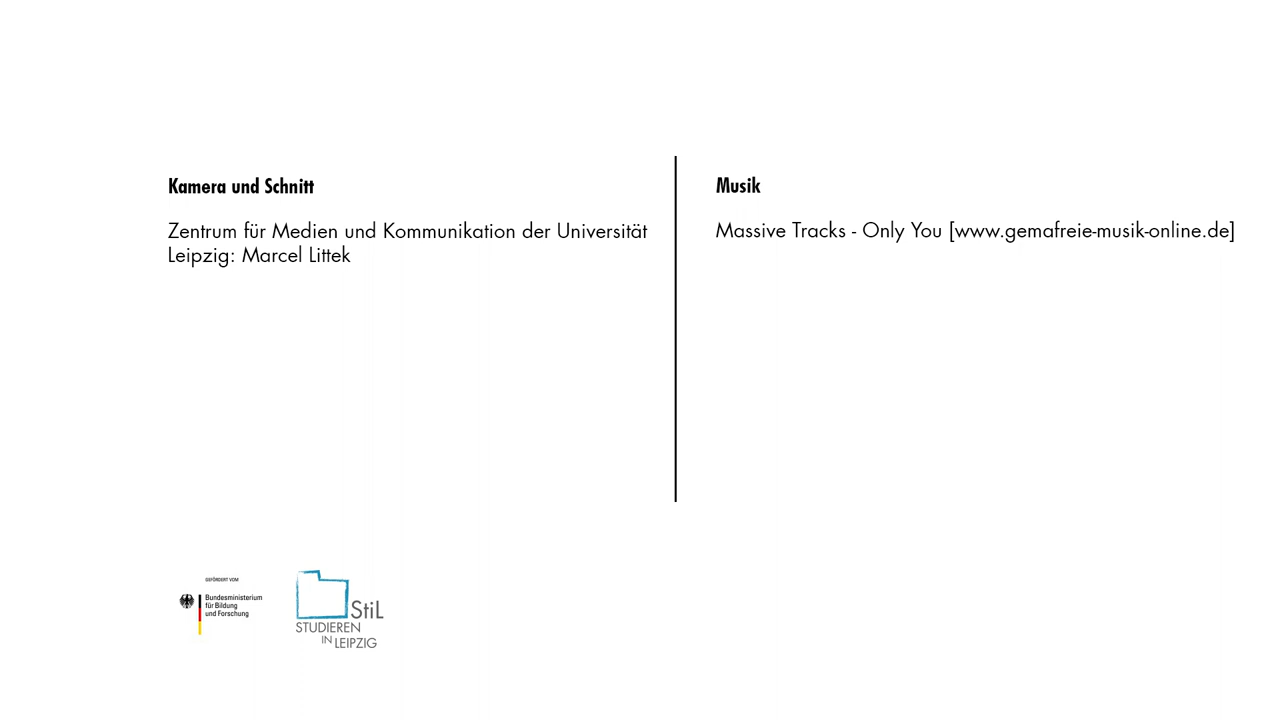 Kamera und Schnitt
Zentrum für Medien und Kommunikation der Universität
Leipzig: Marcel Littek
Musik
Massive Tracks - Only You [www.gemafreie-musik-online.de]
GEFÖRDERT VOM
Bundesministerium
für Bildung
und Forschung
StiL
STUDIEREN
IN LEIPZIG